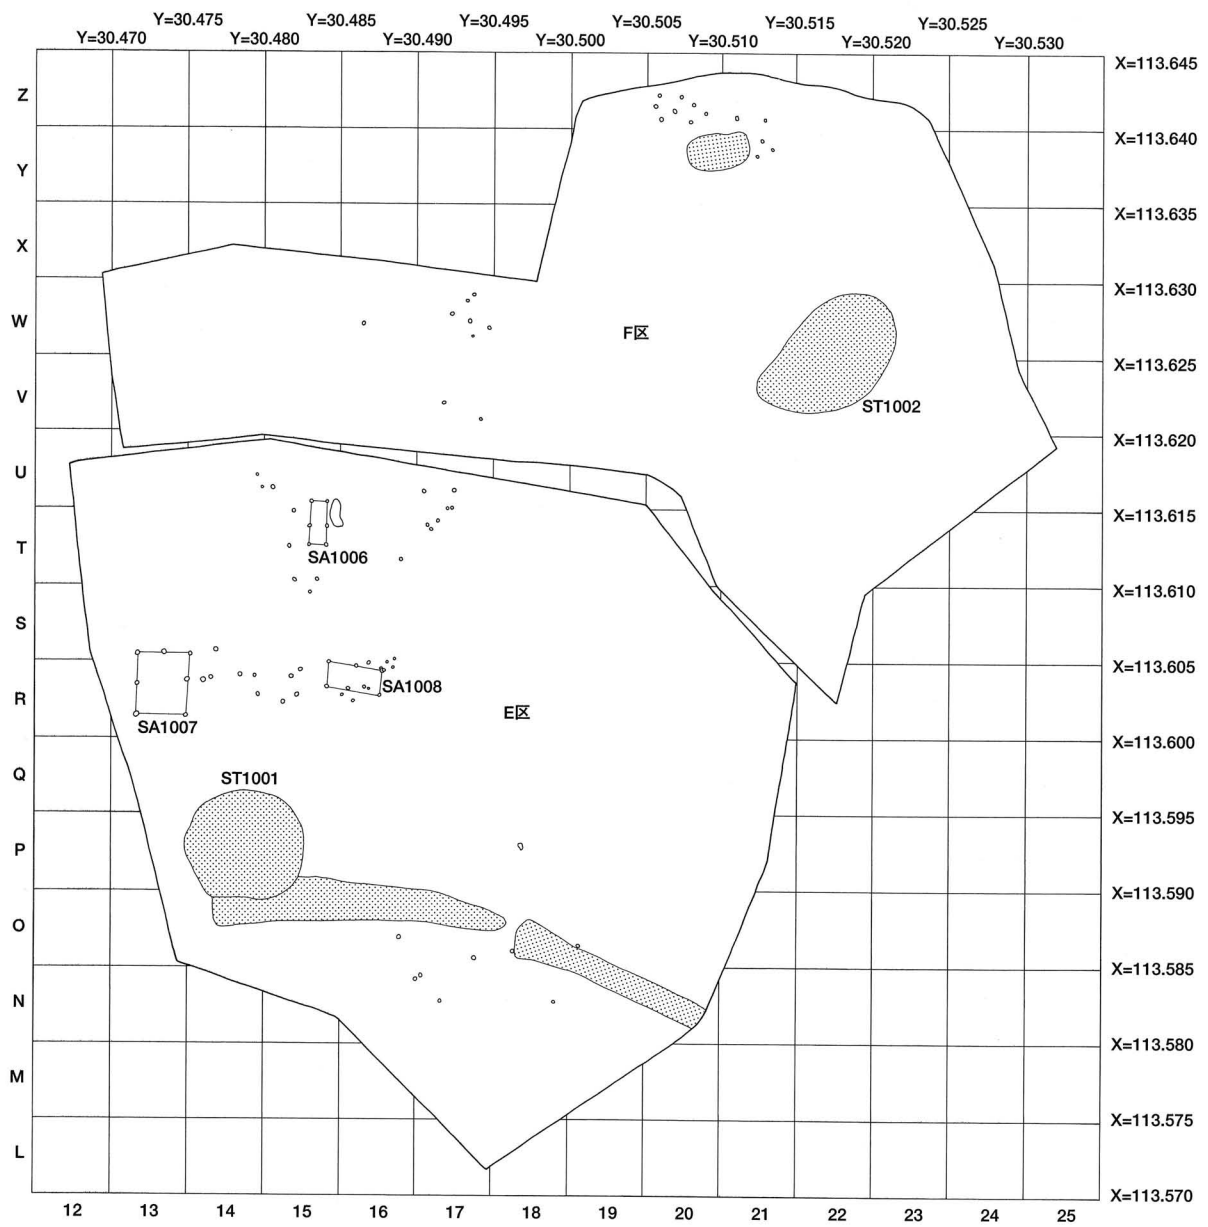 Y=30.475 Y=30.485 Y=30.495 Y=30.505 Y=30.515 Y=30.525
Y=30.470 Y=30.480 Y=30.490 Y=30.500 Y=30.510 Y=30.520 Y=30.530
X=113.645
Z
X=113.640
Y
X=113.635
X
X=113.630
W
F区
X=113.625
V
ST1002
X=113.620
U
X=113.615
T
SA1006
X=113.610
S
X=113.605
R
SA1008
E区
SA1007
X=113.600
Q
ST1001
X=113.595
P
X=113.590
O
X=113.585
N
X=113.580
M
X=113.575
L
X=113.570
12 13 14 15 16 17 18 19 20 21 22 23 24 25